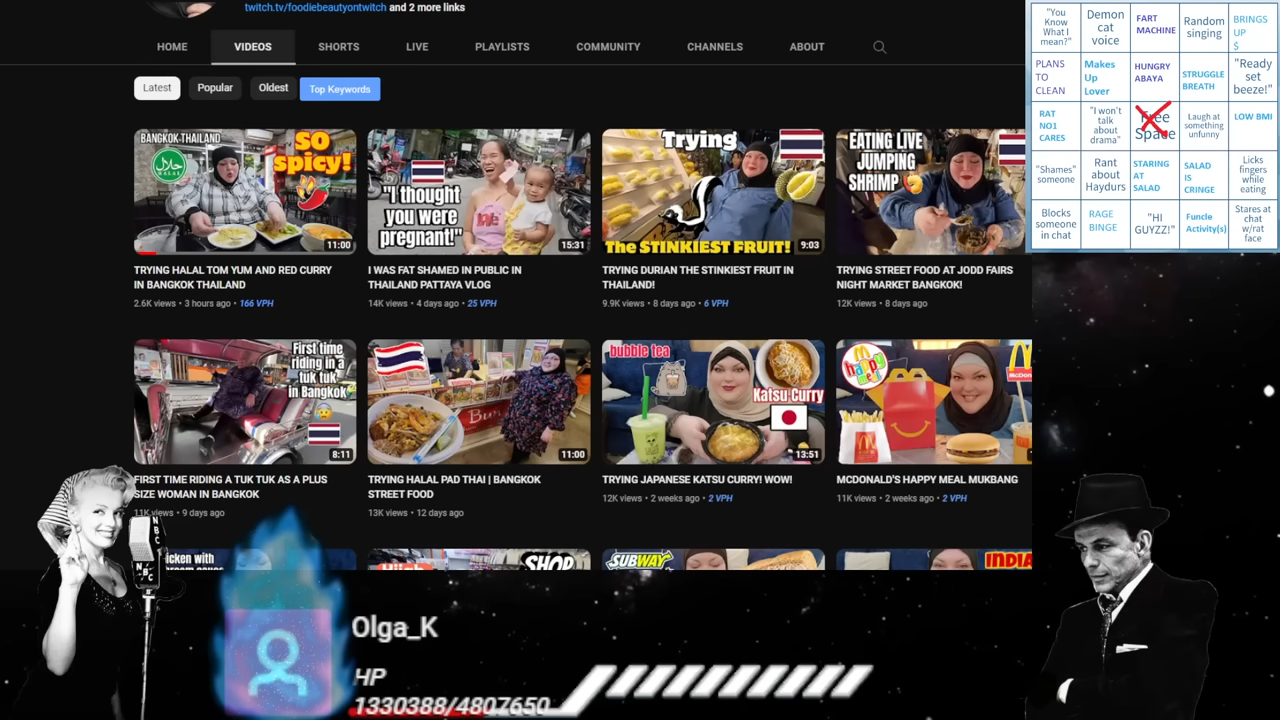 twitch.tv/foodiebeautyontwitch and 2 more links
HOME
VIDEOS
SHORTS
LIVE
PLAYLISTS
COMMUNITY
CHANNELS
ABOUT
Latest
Popular
Oldest
Top Keywords
BANGKOK THAILAND
SO
spicy!
11:00
"I thought
you were
pregnant!"
15:31
Trying
The STINKIEST FRUIT!
9:03
EATING LIVE
JUMPING
SHRIMP
TRYING HALAL TOM YUM AND RED CURRY
IN BANGKOK THAILAND
2.6K views • 3 hours ago • 166 VPH
I WAS FAT SHAMED IN PUBLIC IN
THAILAND PATTAYA VLOG
14K views • 4 days ago • 25 VPH
TRYING DURIAN THE STINKIEST FRUIT IN
THAILAND!
9.9K views • 8 days ago • 6 VPH
TRYING STREET FOOD AT JODD FAIRS
NIGHT MARKET BANGKOK!
12K views • 8 days ago
First time
riding in a
tuk tuk
in Bangkok
8:11
11:00
bubble tea
Katsu Curry
13:51
happy
meal
FIRST TIME RIDING A TUK TUK AS A PLUS
SIZE WOMAN IN BANGKOK
11K views • 9 days ago
TRYING HALAL PAD THAI | BANGKOK
STREET FOOD
13K views • 12 days ago
TRYING JAPANESE KATSU CURRY! WOW!
12K views • 2 weeks ago • 2 VPH
MCDONALD'S HAPPY MEAL MUKBANG
11K views • 2 weeks ago • 2 VPH
SHOP
SUBWAY
"You
Know
What I
mean?"
Demon
cat
voice
FART
MACHINE
Random
singing
BRINGS
UP
$
PLANS
TO
CLEAN
Makes
Up
Lover
HUNGRY
ABAYA
STRUGGLE
BREATH
"Ready
set
beeze!"
RAT
NO1
CARES
"I won't
talk
about
drama"
Free
Space
Laugh at
something
unfunny
LOW BMI
"Shames"
someone
Rant
about
Haydurs
STARING
AT
SALAD
SALAD
IS
CRINGE
Licks
fingers
while
eating
Blocks
someone
in chat
RAGE
BINGE
"HI
GUYZZ!"
Funcle
Activity(s)
Stares at
chat
w/rat
face
NBC
NBC
Olga_K
HP
1330388/4807650